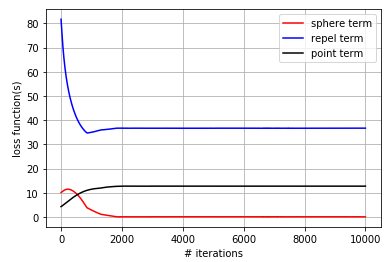 80
70
60
50
40
30
20
10
0
0 2000 4000 6000 8000 10000
loss function(s)
# iterations
sphere term
repel term
point term